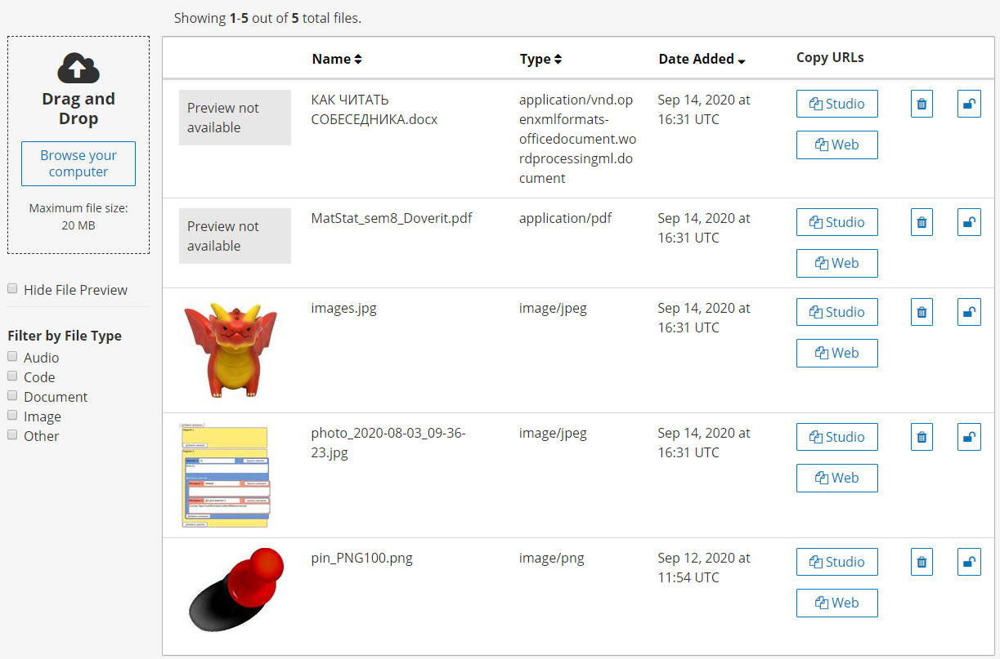 Showing 1-5 out of 5 total files.
Drag and
Drop
Browse your
computer
Maximum file size:
20 MB
Hide File Preview
Filter by File Type
Audio
Code
Document
Image
Other
Name
Type
Date Added
Copy URLs
Preview not
available
КАК ЧИТАТЬ
СОБЕСЕДНИКА.docx
application/vnd.op
enxmlformats-
officedocument.wo
rdprocessingml.do
cument
Sep 14, 2020 at
16:31 UTC
Studio
Web
Preview not
available
MatStat_sem8_Doverit.pdf
application/pdf
Sep 14, 2020 at
16:31 UTC
Studio
Web
images.jpg
image/jpeg
Sep 14, 2020 at
16:31 UTC
Studio
Web
photo_2020-08-03_09-36-
23.jpg
image/jpeg
Sep 14, 2020 at
16:31 UTC
Studio
Web
pin_PNG100.png
image/png
Sep 12, 2020 at
11:54 UTC
Studio
Web